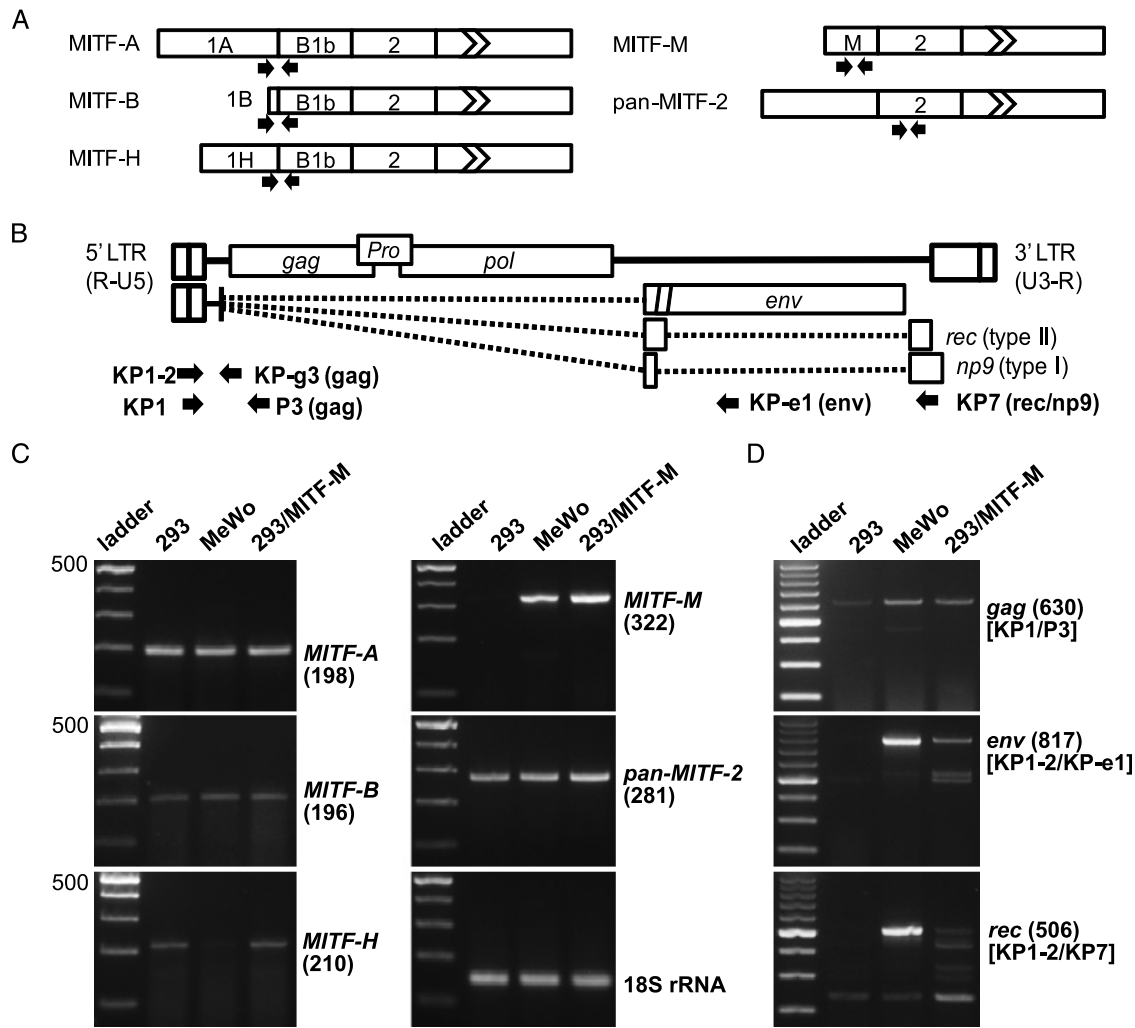 A
MITF-A 1A B1b 2
MITF-B 1B B1b 2
MITF-H 1H B1b 2
MITF-M M 2
pan-MITF-2 2
B
5' LTR
(R-U5)
gag Pro pol
3' LTR
(U3-R)
env
rec (type II)
np9 (type I)
KP1-2 KP-g3 (gag)
KP1 P3 (gag)
KP-e1 (env) KP7 (rec/np9)
C
ladder 293 MeWo 293/MITF-M
500
MITF-A
(198)
500
MITF-B
(196)
500
MITF-H
(210)
ladder 293 MeWo 293/MITF-M
MITF-M
(322)
pan-MITF-2
(281)
18S rRNA
D
ladder 293 MeWo 293/MITF-M
gag (630)
[KP1/P3]
env (817)
[KP1-2/KP-e1]
rec (506)
[KP1-2/KP7]